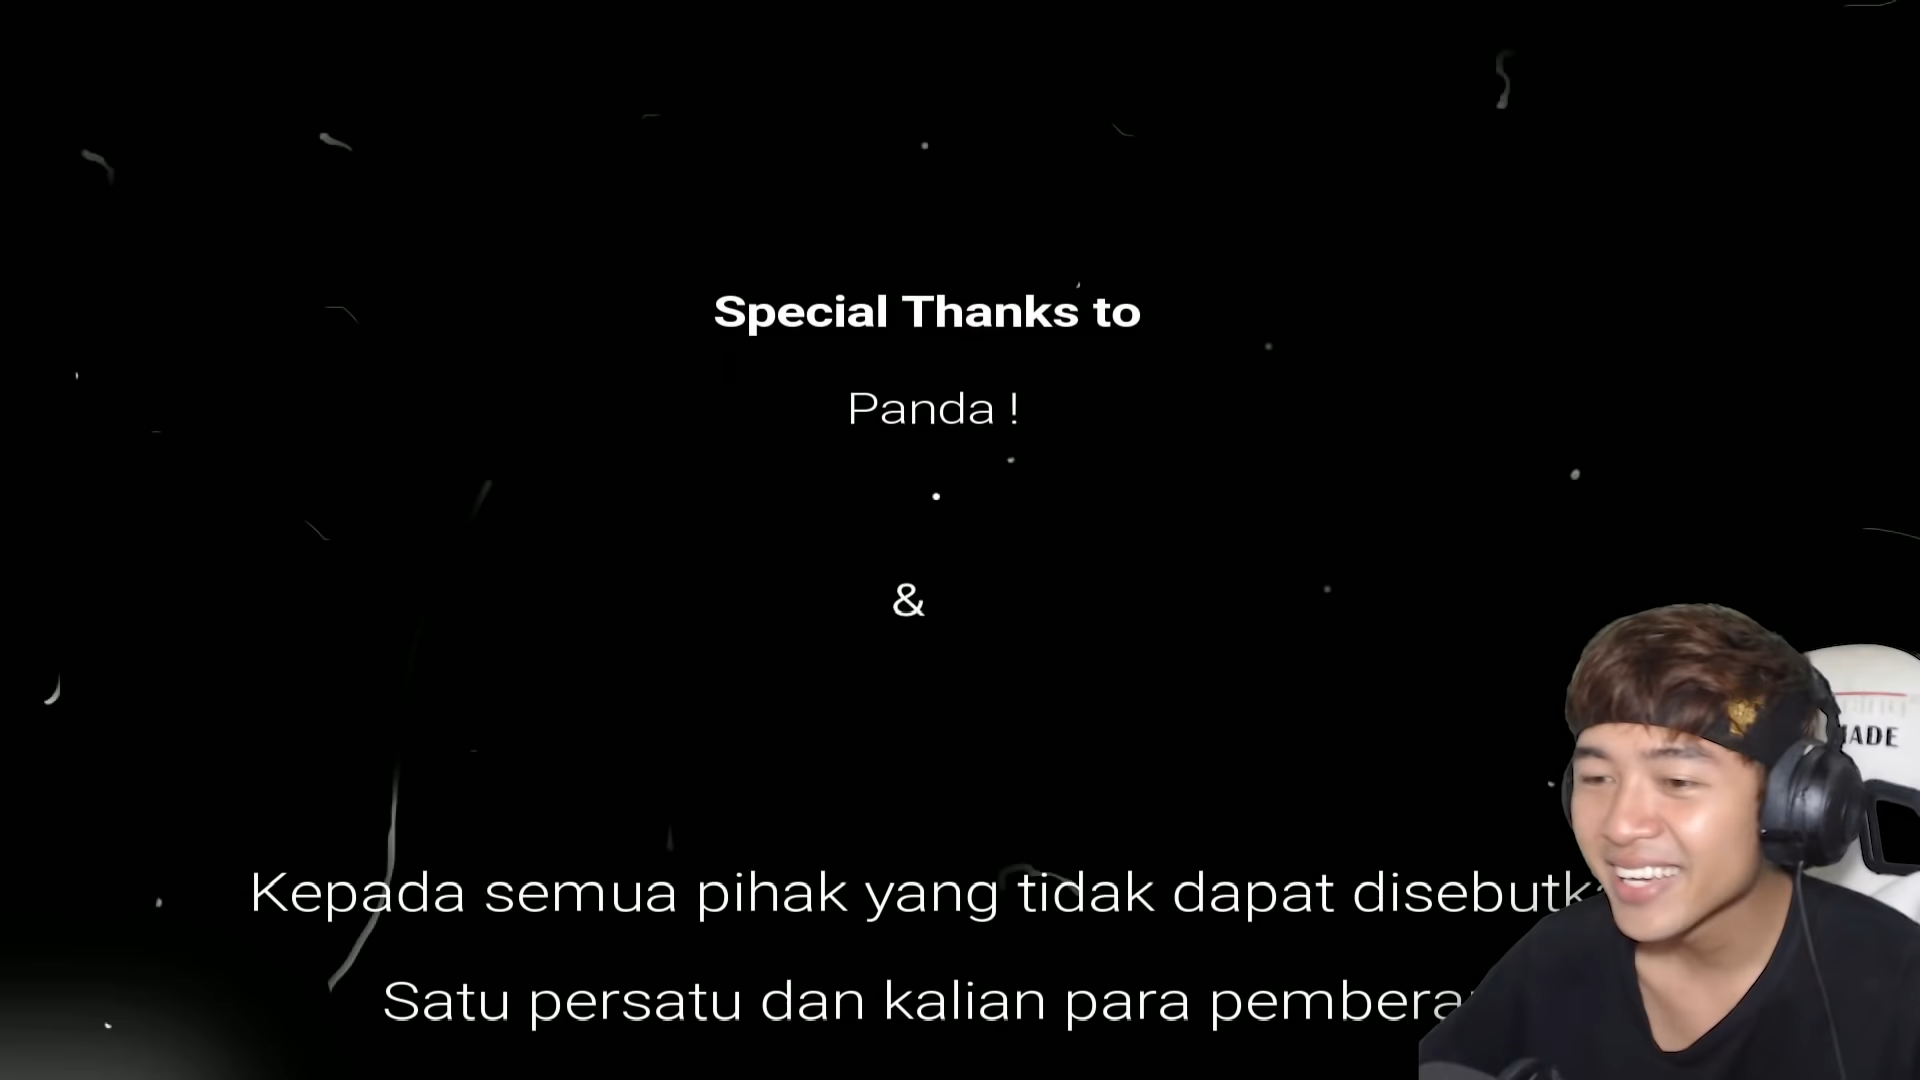 Special Thanks to
Panda !
&
Kepada semua pihak yang tidak dapat
Satu persatu dan kalian para